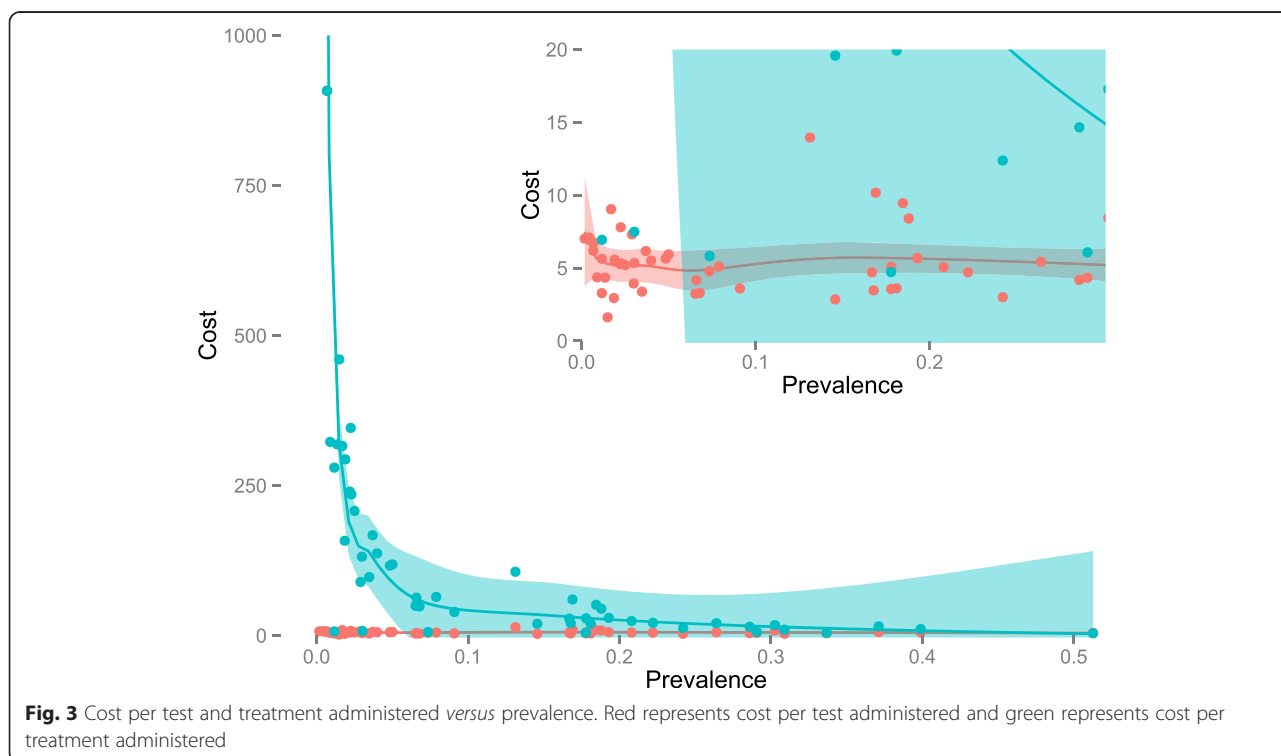 1000
750
500
250
0
Cost
0.0 0.1 0.2 0.3 0.4 0.5
Prevalence
20
15
10
5
0
Cost
0.0 0.1 0.2
Prevalence
Fig. 3 Cost per test and treatment administered versus prevalence. Red represents cost per test administered and green represents cost per
treatment administered